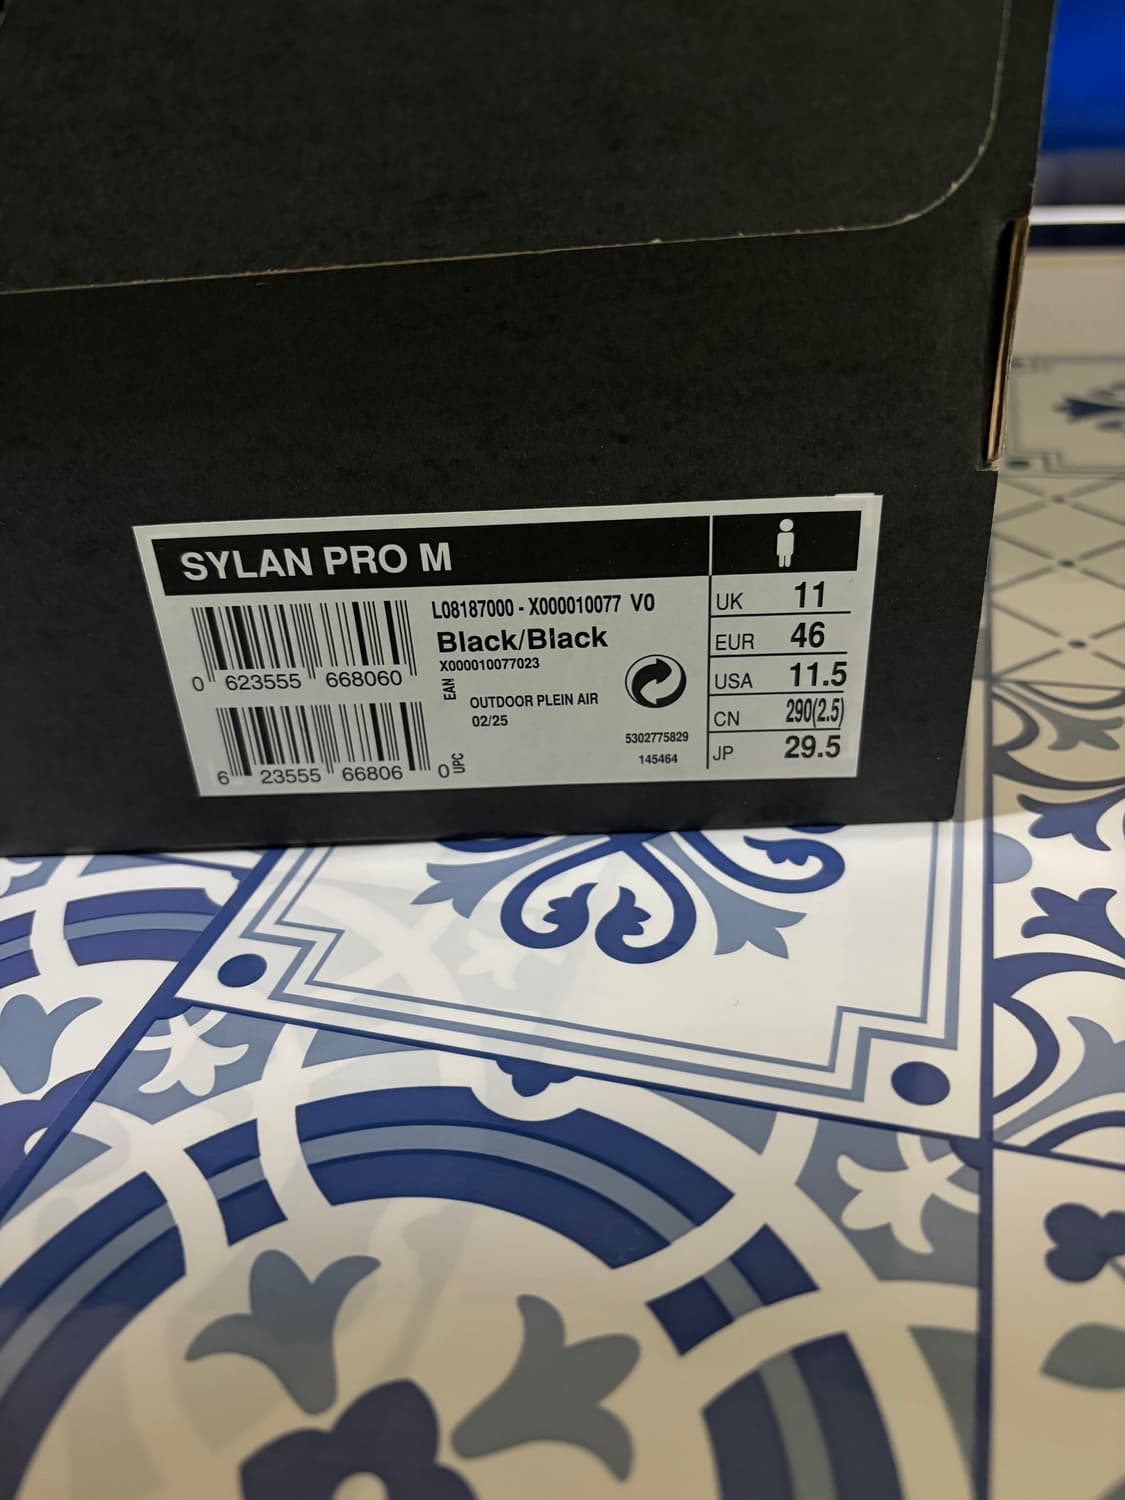 SYLAN PRO M
L08187000 - X000010077 V0
Black/Black
X000010077023
0 623555 668060
EAN
OUTDOOR PLEIN AIR
02/25
6 23555 66806 0
UPC
5302775829
145464
UK 11
EUR 46
USA 11.5
CN 290(2.5)
JP 29.5